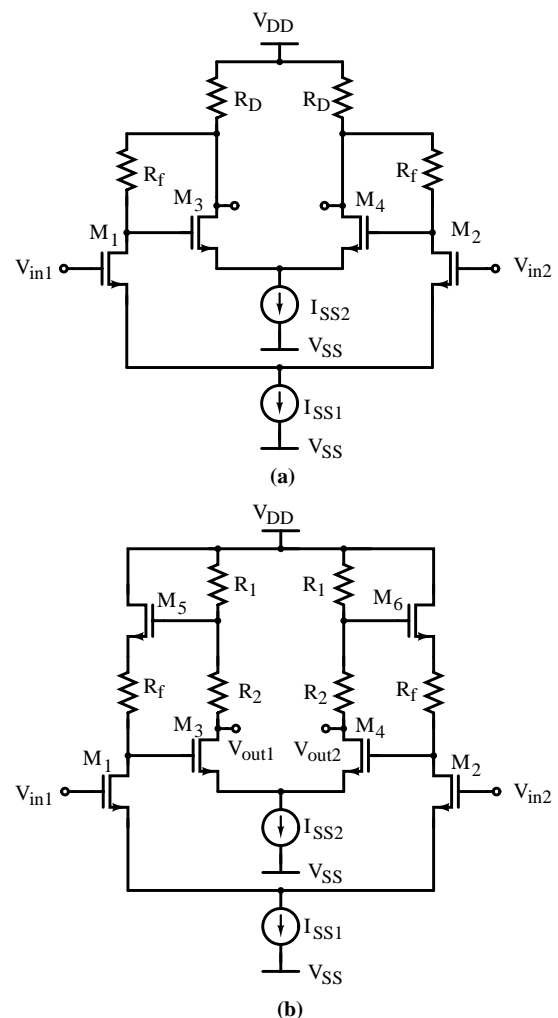 V_DD
R_D R_D
R_f R_f
M_3 M_4
M_1 M_2
V_in1 V_in2
I_SS2
V_SS
I_SS1
V_SS
(a)
V_DD
R_1 R_1
M_5 M_6
R_f R_2 R_2 R_f
M_3 M_4
V_out1 V_out2
M_1 M_2
V_in1 V_in2
I_SS2
V_SS
I_SS1
V_SS
(b)